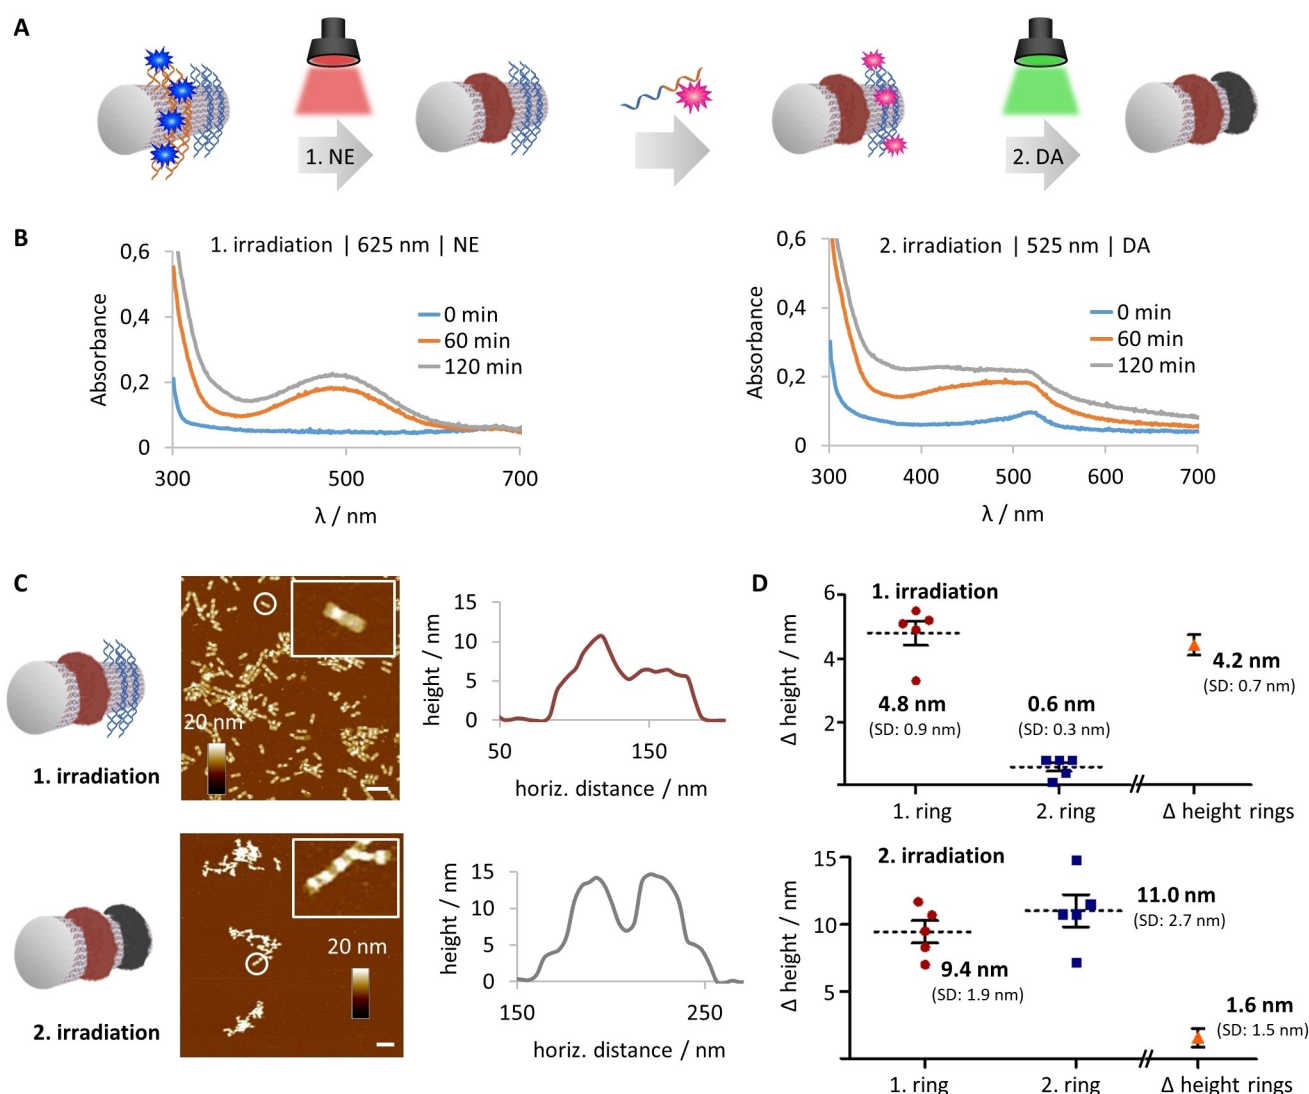 A
1. NE
2. DA
B
1. irradiation | 625 nm | NE
0,6
0,4
0,2
0
Absorbance
0 min
60 min
120 min
300
500
700
λ / nm
2. irradiation | 525 nm | DA
0,6
0,4
0,2
0
Absorbance
0 min
60 min
120 min
300
400
500
600
700
λ / nm
C
1. irradiation
20 nm
15
10
5
0
height / nm
50
150
horiz. distance / nm
2. irradiation
20 nm
15
10
5
0
height / nm
150
250
horiz. distance / nm
D
1. irradiation
6
4
2
Δ height / nm
4.8 nm
(SD: 0.9 nm)
0.6 nm
(SD: 0.3 nm)
4.2 nm
(SD: 0.7 nm)
1. ring
2. ring
Δ height rings
2. irradiation
15
10
5
Δ height / nm
9.4 nm
(SD: 1.9 nm)
11.0 nm
(SD: 2.7 nm)
1.6 nm
(SD: 1.5 nm)
1. ring
2. ring
Δ height rings